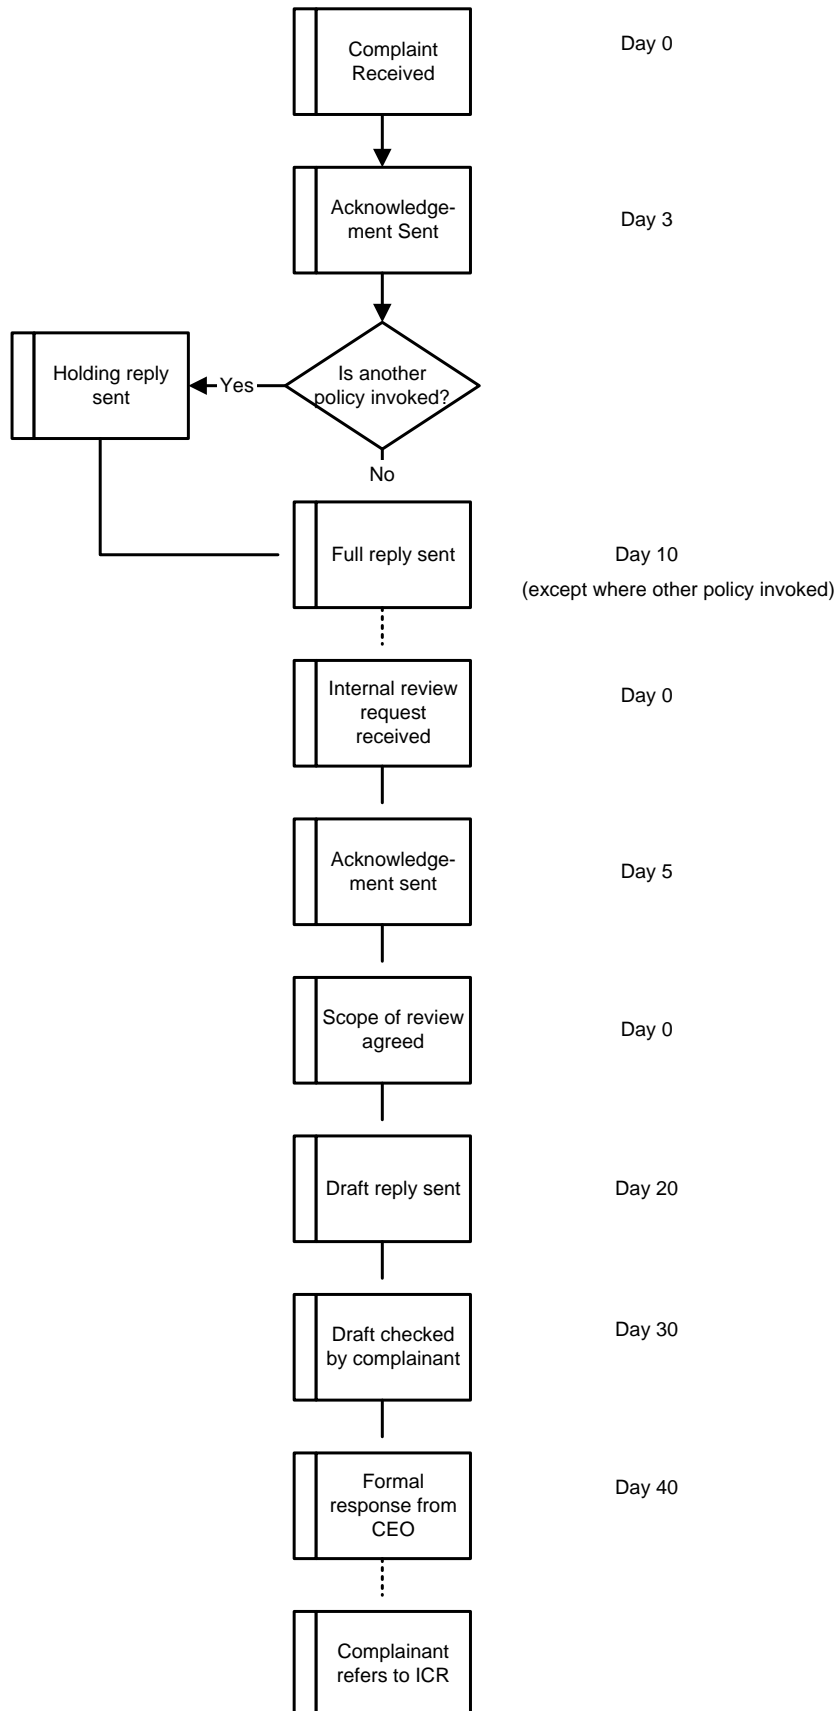 Complaint
Received
Day 0
Acknowledge-
ment Sent
Day 3
Is another
policy invoked?
Yes
Holding reply
sent
No
Full reply sent
Day 10
(except where other policy invoked)
Internal review
request
received
Day 0
Acknowledge-
ment sent
Day 5
Scope of review
agreed
Day 0
Draft reply sent
Day 20
Draft checked
by complainant
Day 30
Formal
response from
CEO
Day 40
Complainant
refers to ICR